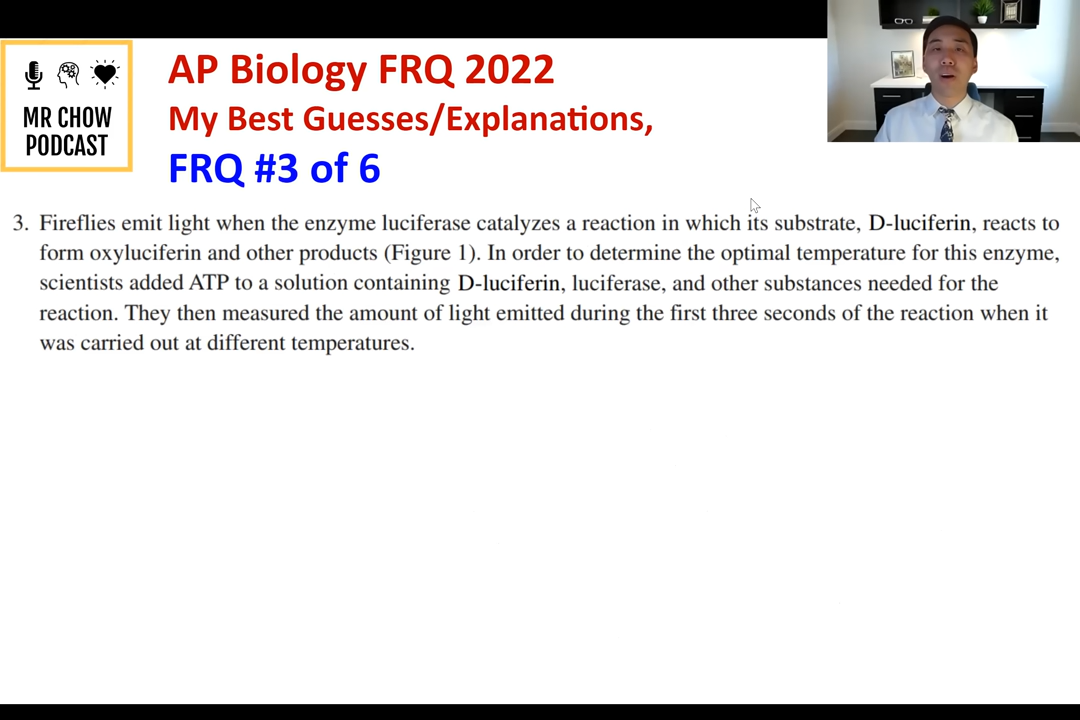 MR CHOW
PODCAST
AP Biology FRQ 2022
My Best Guesses/Explanations,
FRQ #3 of 6
3. Fireflies emit light when the enzyme luciferase catalyzes a reaction in which its substrate, D-luciferin, reacts to
form oxyluciferin and other products (Figure 1). In order to determine the optimal temperature for this enzyme,
scientists added ATP to a solution containing D-luciferin, luciferase, and other substances needed for the
reaction. They then measured the amount of light emitted during the first three seconds of the reaction when it
was carried out at different temperatures.